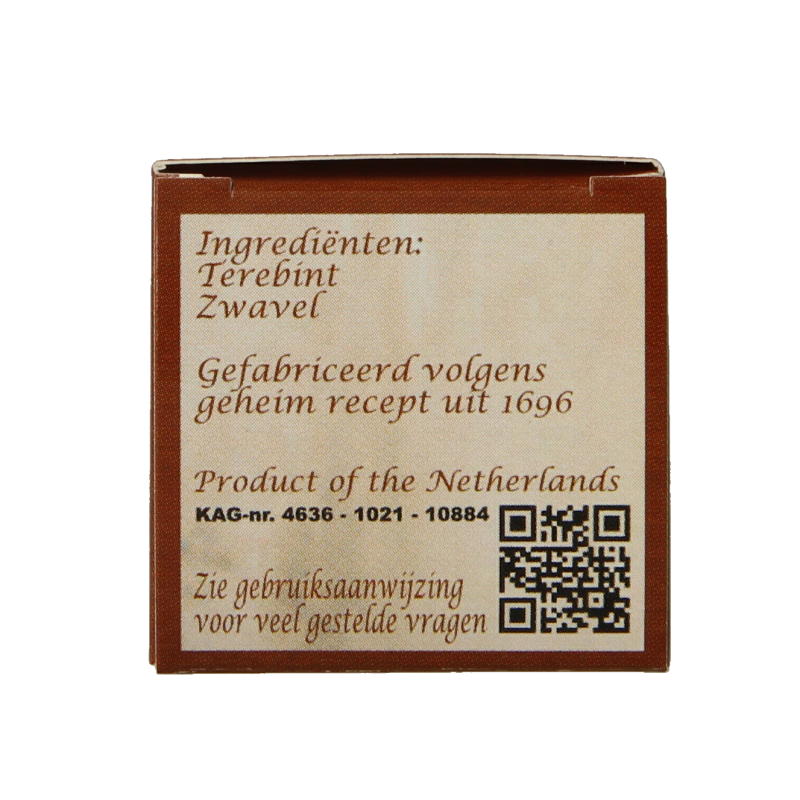 Ingrediënten:
Terebint
Zwavel
Gefabriceerd volgens
geheim recept uit 1696
Product of the Netherlands
KAG-nr. 4636 - 1021 - 10884
Zie gebruiksaanwijzing
voor veel gestelde vragen